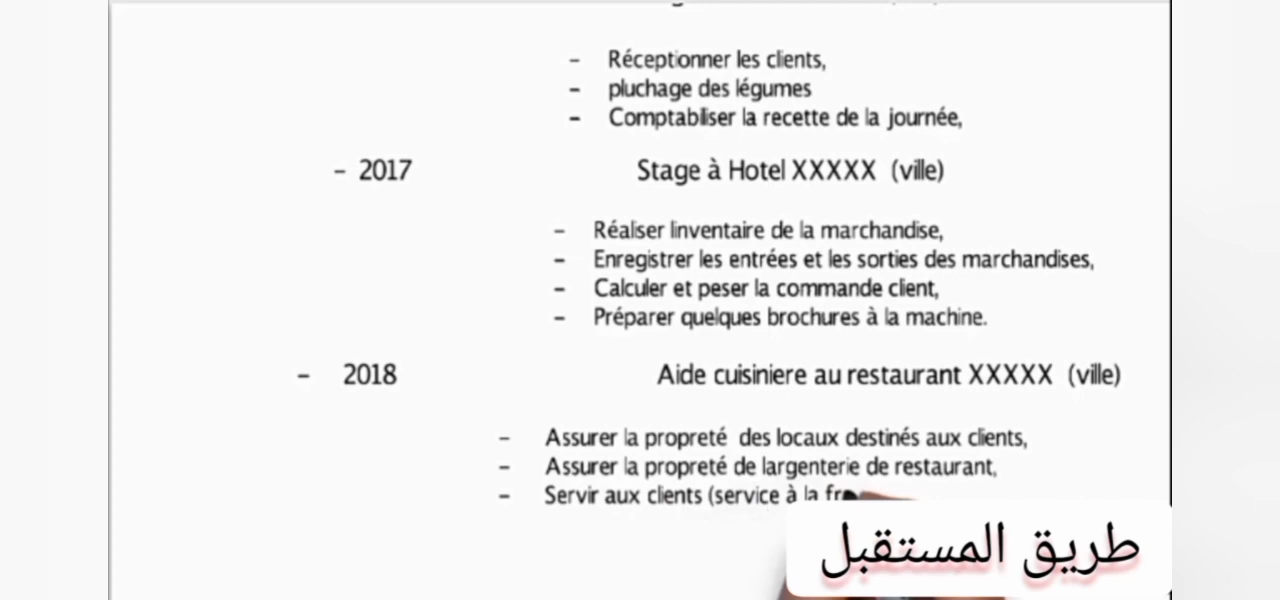 - Réceptionner les clients,
- pluchage des légumes
- Comptabliser la recette de la journée,
- 2017 Stage à Hotel XXXXX (ville)
- Réaliser linventaire de la marchandise,
- Enregistrer les entrées et les sorties des marchandises,
- Calculer et peser la commande client,
- Préparer quelques brochures à la machine.
- 2018 Aide cuisiniere au restaurant XXXXX (ville)
- Assurer la propreté des locaux destinés aux clients,
- Assurer la propreté de largenterie de restaurant,
- Servir aux clients (service à la
طريق المستقبل